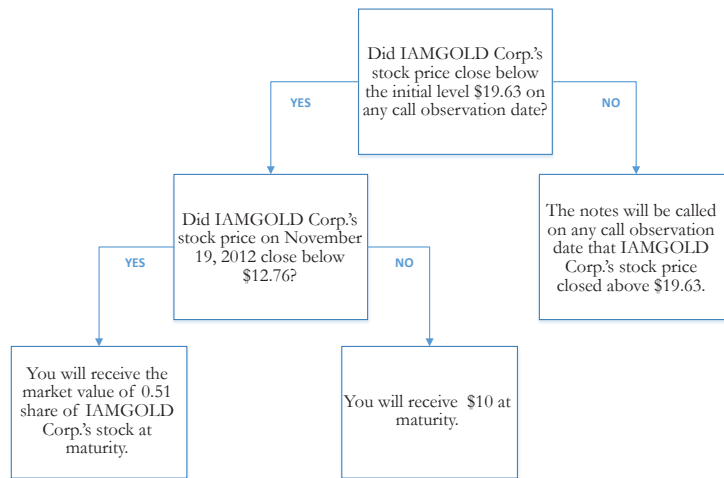 Did IAMGOLD Corp.'s
stock price close below
the initial level $19.63 on
any call observation date?
YES
NO
Did IAMGOLD Corp.'s
stock price on November
19, 2012 close below
$12.76?
The notes will be called
on any call observation
date that IAMGOLD
Corp.'s stock price
closed above $19.63.
YES
NO
You will receive the
market value of 0.51
share of IAMGOLD
Corp.'s stock at
maturity.
You will receive $10 at
maturity.